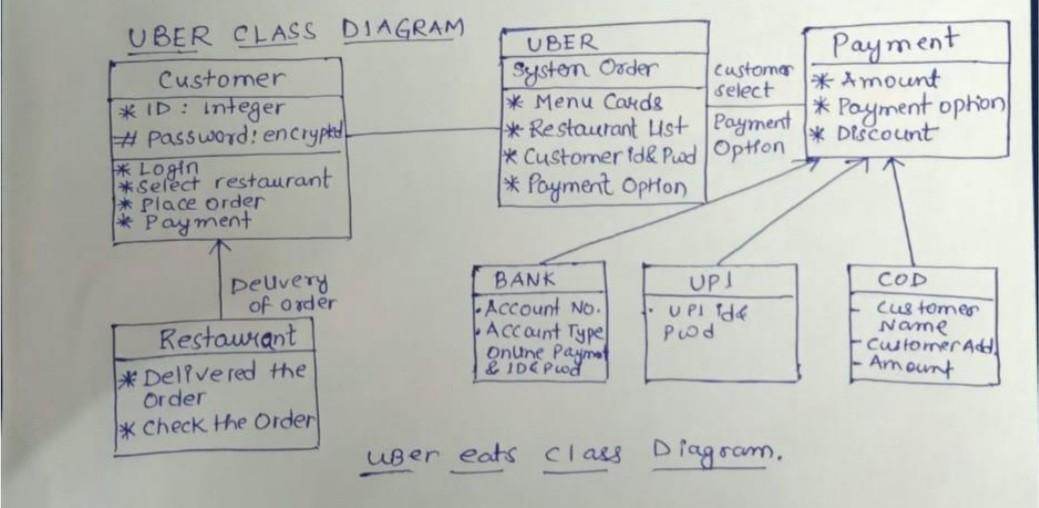 UBER CLASS DIAGRAM
Customer
* ID : Integer
# Password: encryptd
* Login
* Select restaurant
* Place order
* Payment
UBER
System Order
* Menu Cards
* Restaurant List
* Customer id & Pwd
* Payment Option
customer
select
Payment
Option
Payment
* Amount
* Payment option
* Discount
Delivery
of order
Restaurant
* Delivered the
Order
* Check the Order
BANK
• Account No.
• Account Type
Online Paymet
& ID & Pwd
UPI
• UPI id &
Pwd
COD
- Customer
Name
- Customer Add.
- Amount
UBer eats Class Diagram.